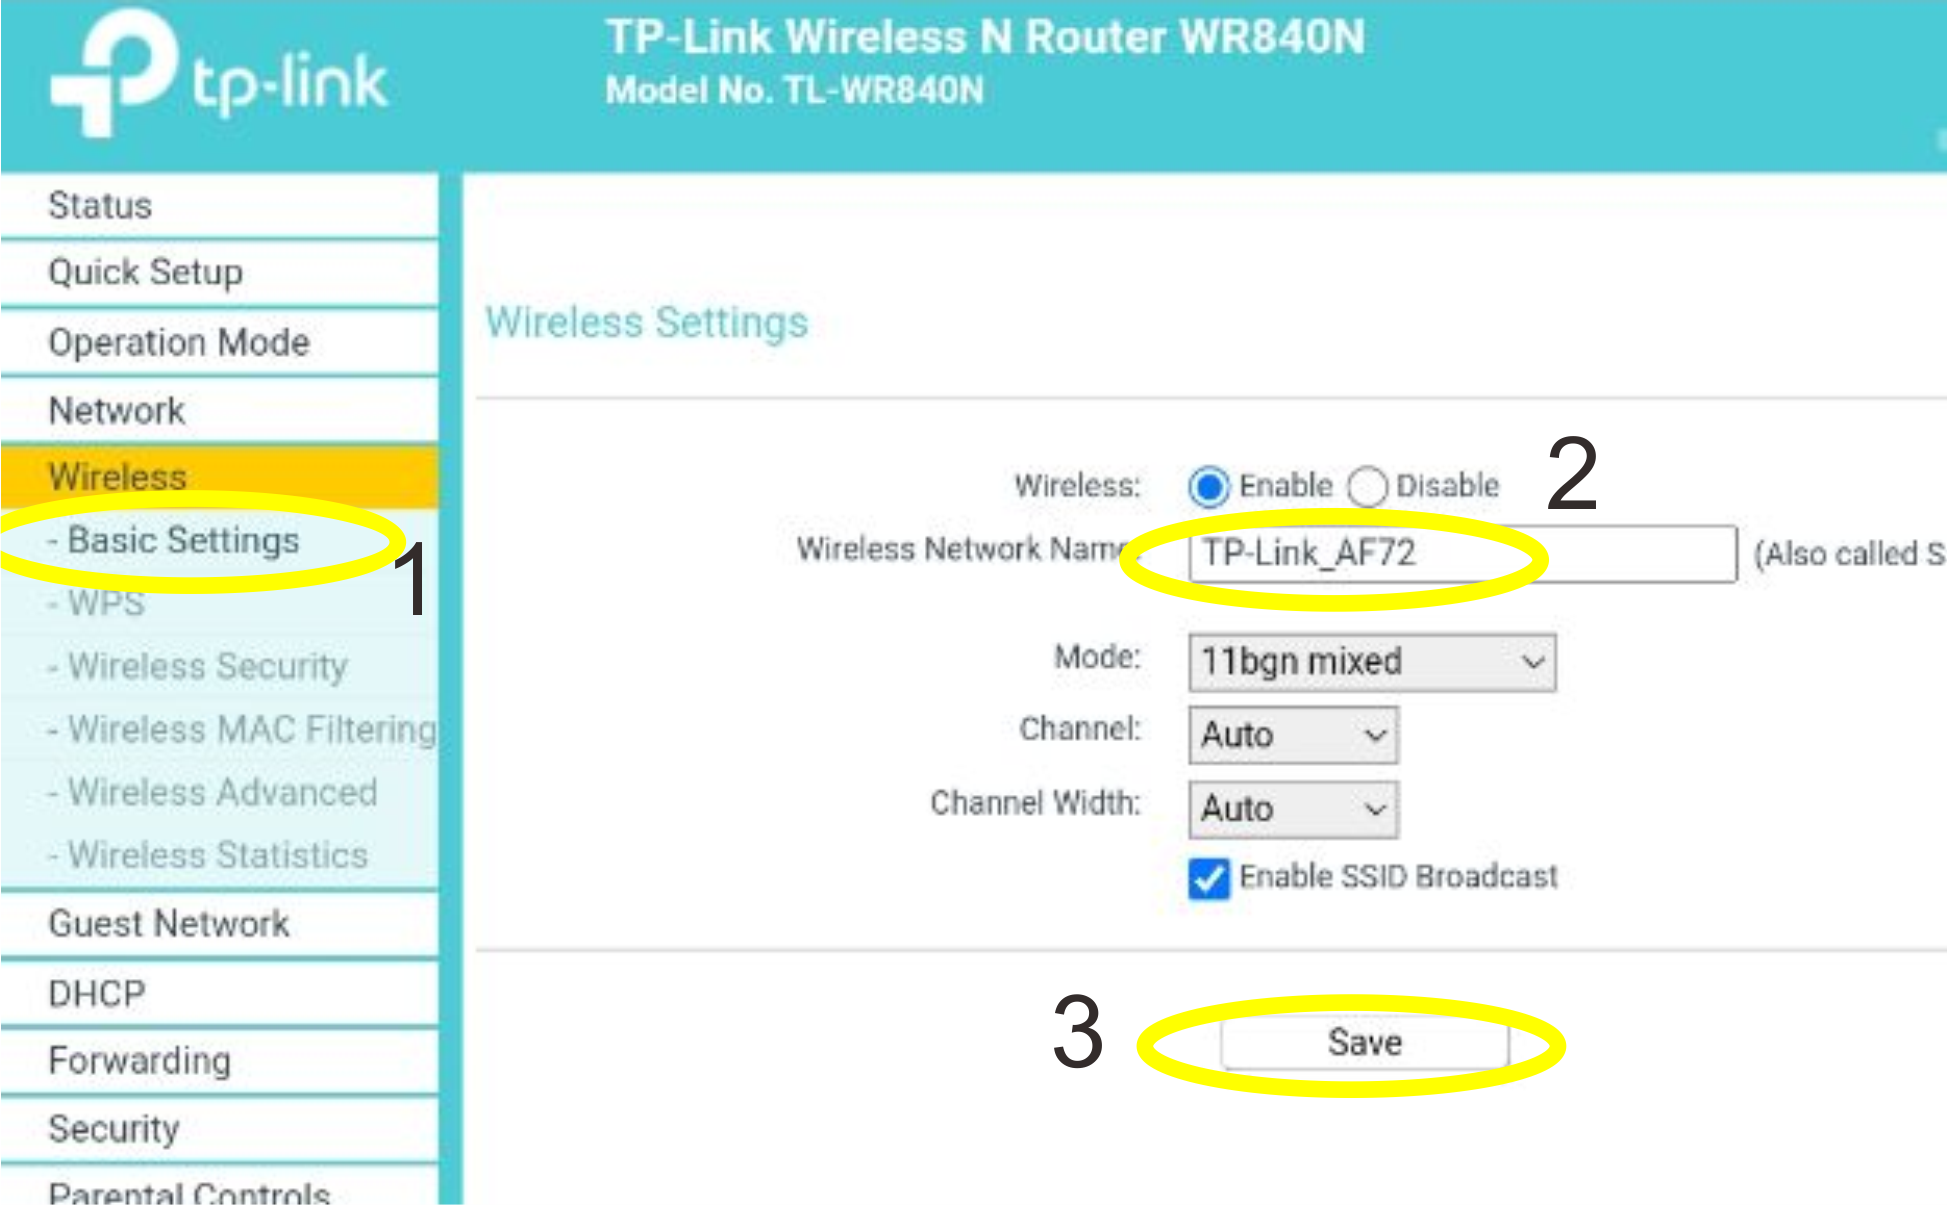 tp-link
TP-Link Wireless N Router WR840N
Model No. TL-WR840N
Status
Quick Setup
Operation Mode
Network
Wireless
- Basic Settings
1
- WPS
- Wireless Security
- Wireless MAC Filtering
- Wireless Advanced
- Wireless Statistics
Guest Network
DHCP
Forwarding
Security
Parental Controls
Wireless Settings
Wireless: Enable Disable 2
Wireless Network Name: TP-Link_AF72 (Also called S
Mode: 11bgn mixed
Channel: Auto
Channel Width: Auto
Enable SSID Broadcast
3 Save